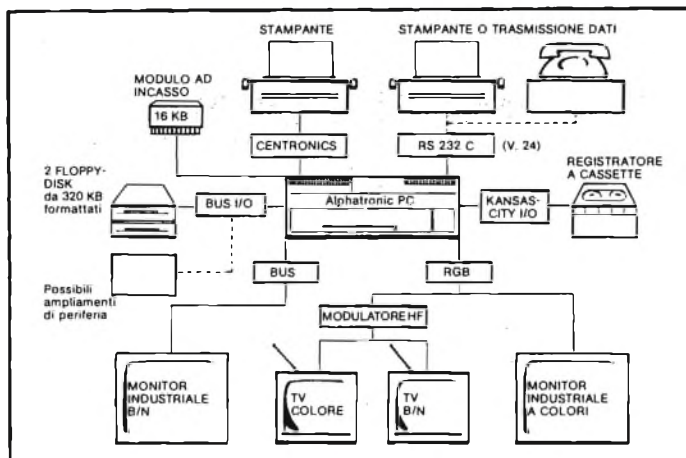 STAMPANTE
STAMPANTE O TRASMISSIONE DATI
MODULO AD
INCASSO
16 KB
CENTRONICS
RS 232 C
(V. 24)
2 FLOPPY-
DISK
da 320 KB
formattati
BUS I/O
Alphatronic PC
KANSAS-
CITY I/O
REGISTRATORE
A CASSETTE
Possibili
ampliamenti
di periferia
BUS
RGB
MODULATORE HF
MONITOR
INDUSTRIALE
B/N
TV
COLORE
TV
B/N
MONITOR
INDUSTRIALE
A COLORI